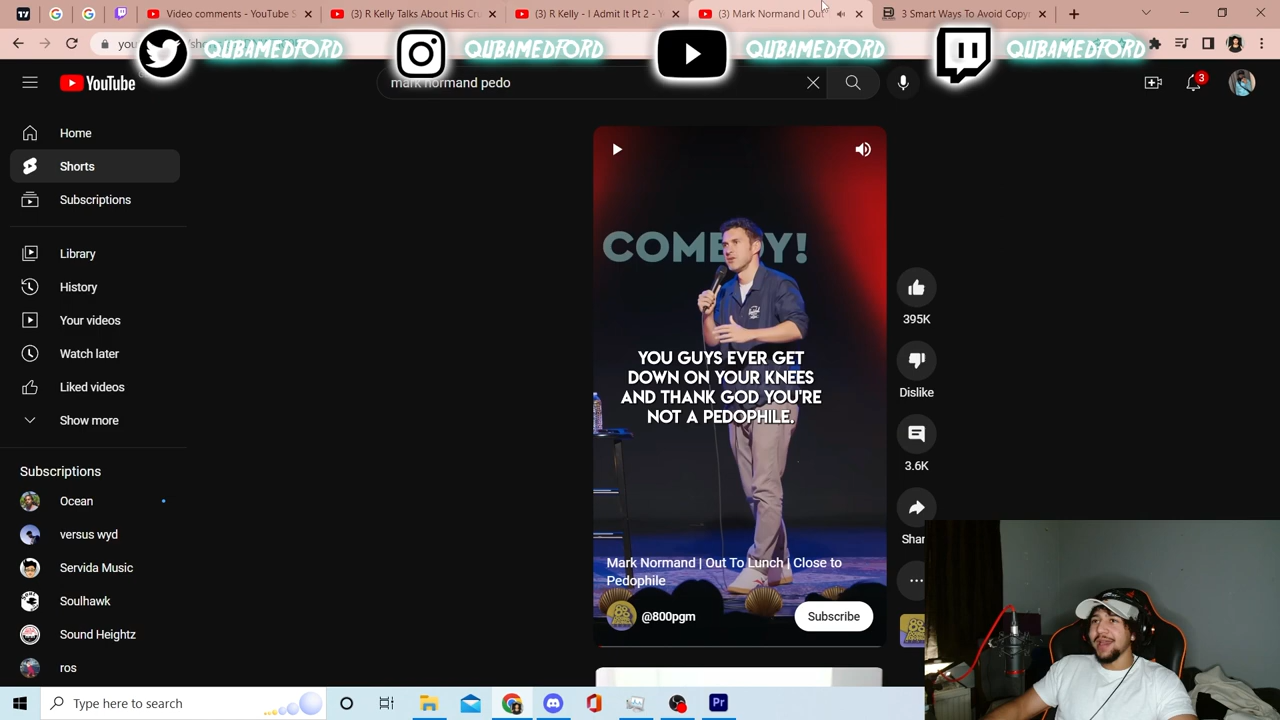 Video comments - YouTube S
(3) R Kelly Talks About His Cru
(3) R Kelly - I Admit It Pt 2 - Y
(3) Mark Normand | Out
3 Smart Ways To Avoid Copyr
QUBAMEDFORD
QUBAMEDFORD
QUBAMEDFORD
QUBAMEDFORD
YouTube
mark normand pedo
3
Home
Shorts
Subscriptions
Library
History
Your videos
Watch later
Liked videos
Show more
Subscriptions
Ocean
versus wyd
Servida Music
Soulhawk
Sound Heightz
ros
COMEDY!
YOU GUYS EVER GET
DOWN ON YOUR KNEES
AND THANK GOD YOU'RE
NOT A PEDOPHILE.
Mark Normand | Out To Lunch | Close to
Pedophile
@800pgm
Subscribe
395K
Dislike
3.6K
Share
Type here to search
Pr